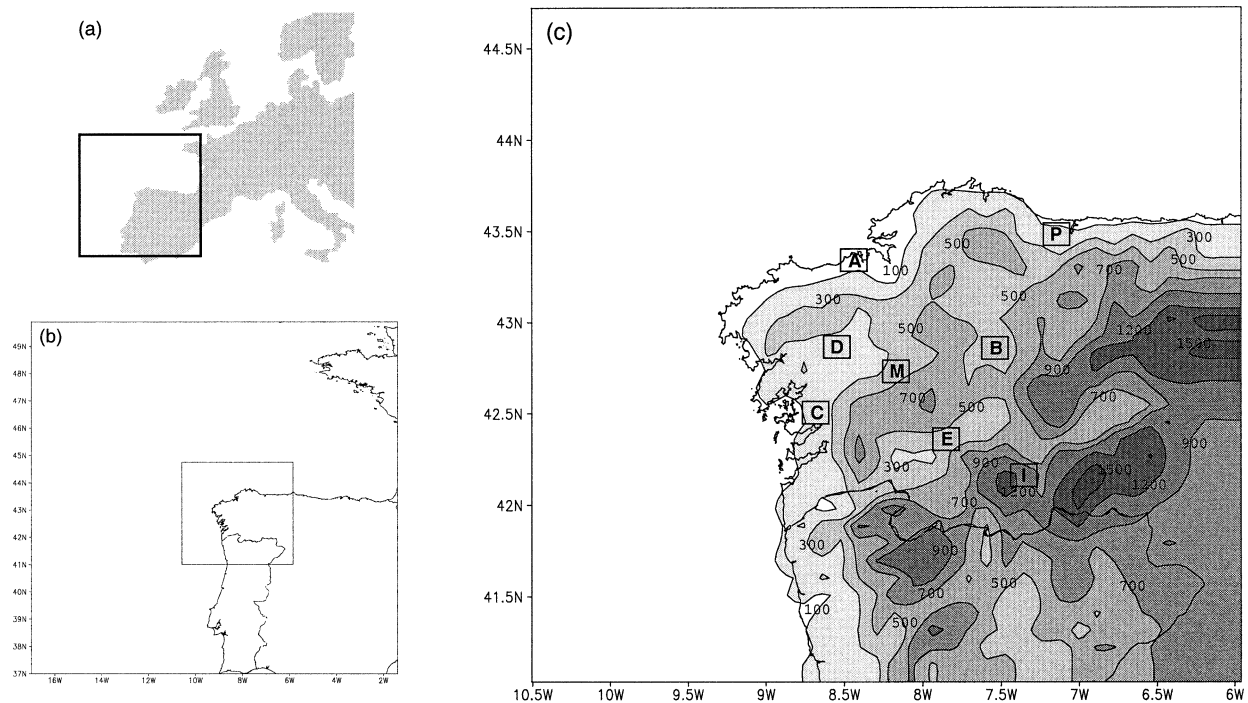 (a)
(b)
49N
48N
47N
46N
45N
44N
43N
42N
41N
40N
39N
38N
37N
16W 14W 12W 10W 8W 6W 4W 2W
(c)
44.5N
44N
43.5N
43N
42.5N
42N
41.5N
P
500 300
A 500
100 700
300 500
500 1200
D B 1500
M 900
700 500 700
C
E 900
300 900 I 1500
1200 1200
700
300 900
500 700
700
100
500
10.5W 10W 9.5W 9W 8.5W 8W 7.5W 7W 6.5W 6W